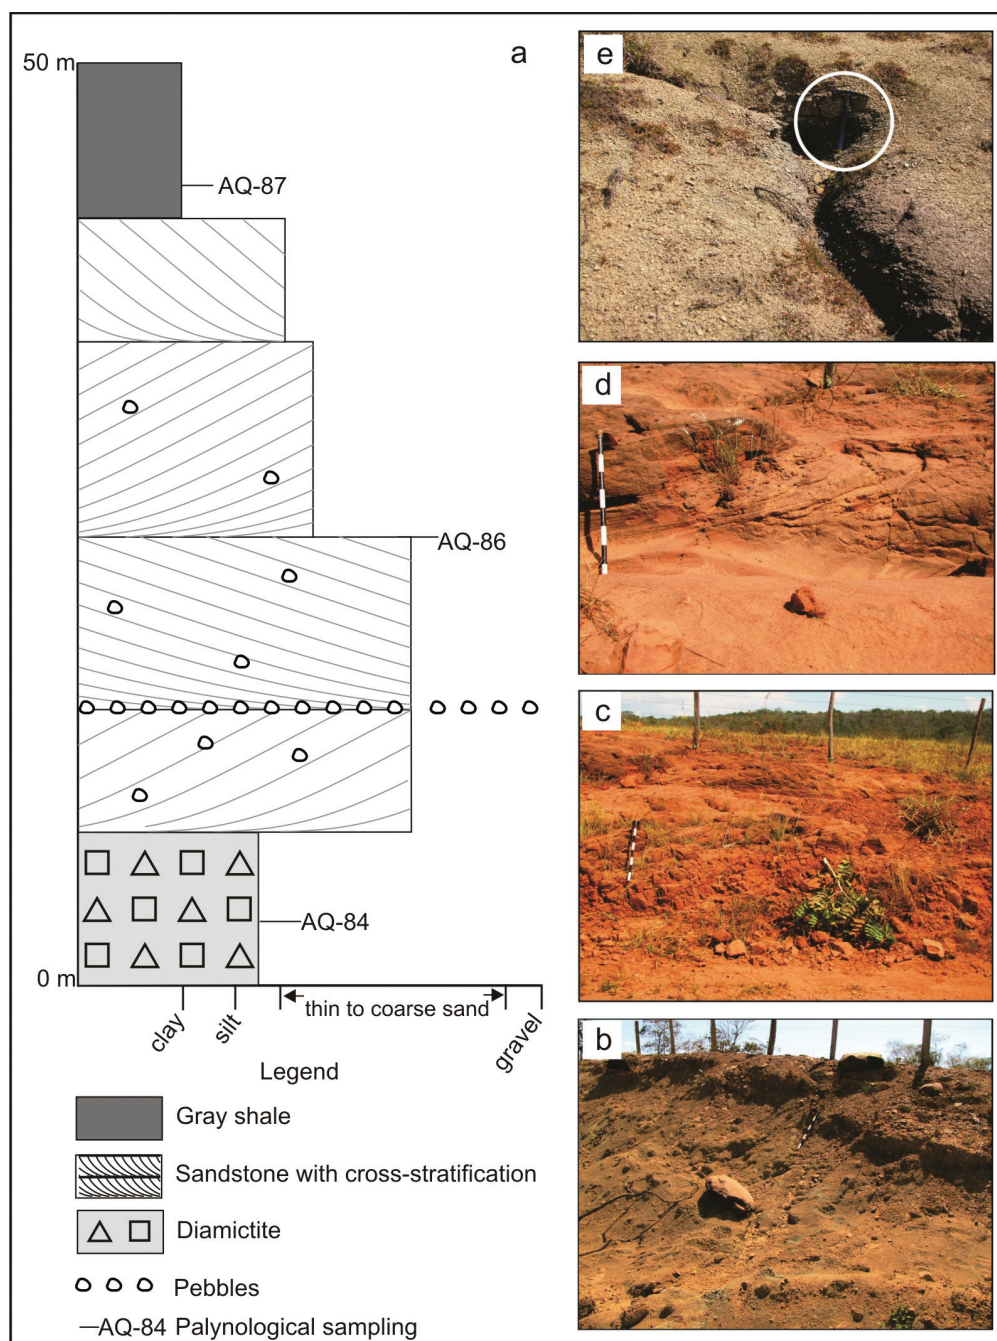 a
50 m
AQ-87
AQ-86
AQ-84
0 m
clay
silt
thin to coarse sand
gravel
Legend
Gray shale
Sandstone with cross-stratification
Diamictite
Pebbles
AQ-84 Palynological sampling
e
d
c
b